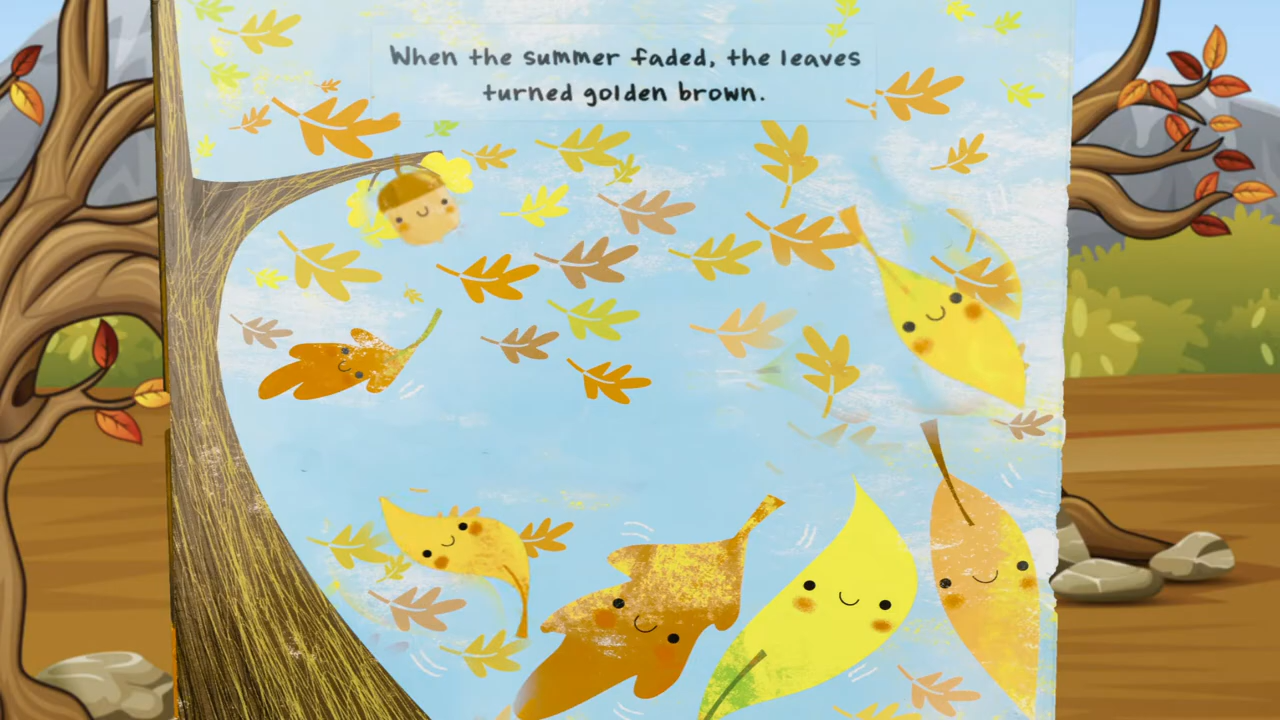 When the summer faded, the leaves
turned golden brown.